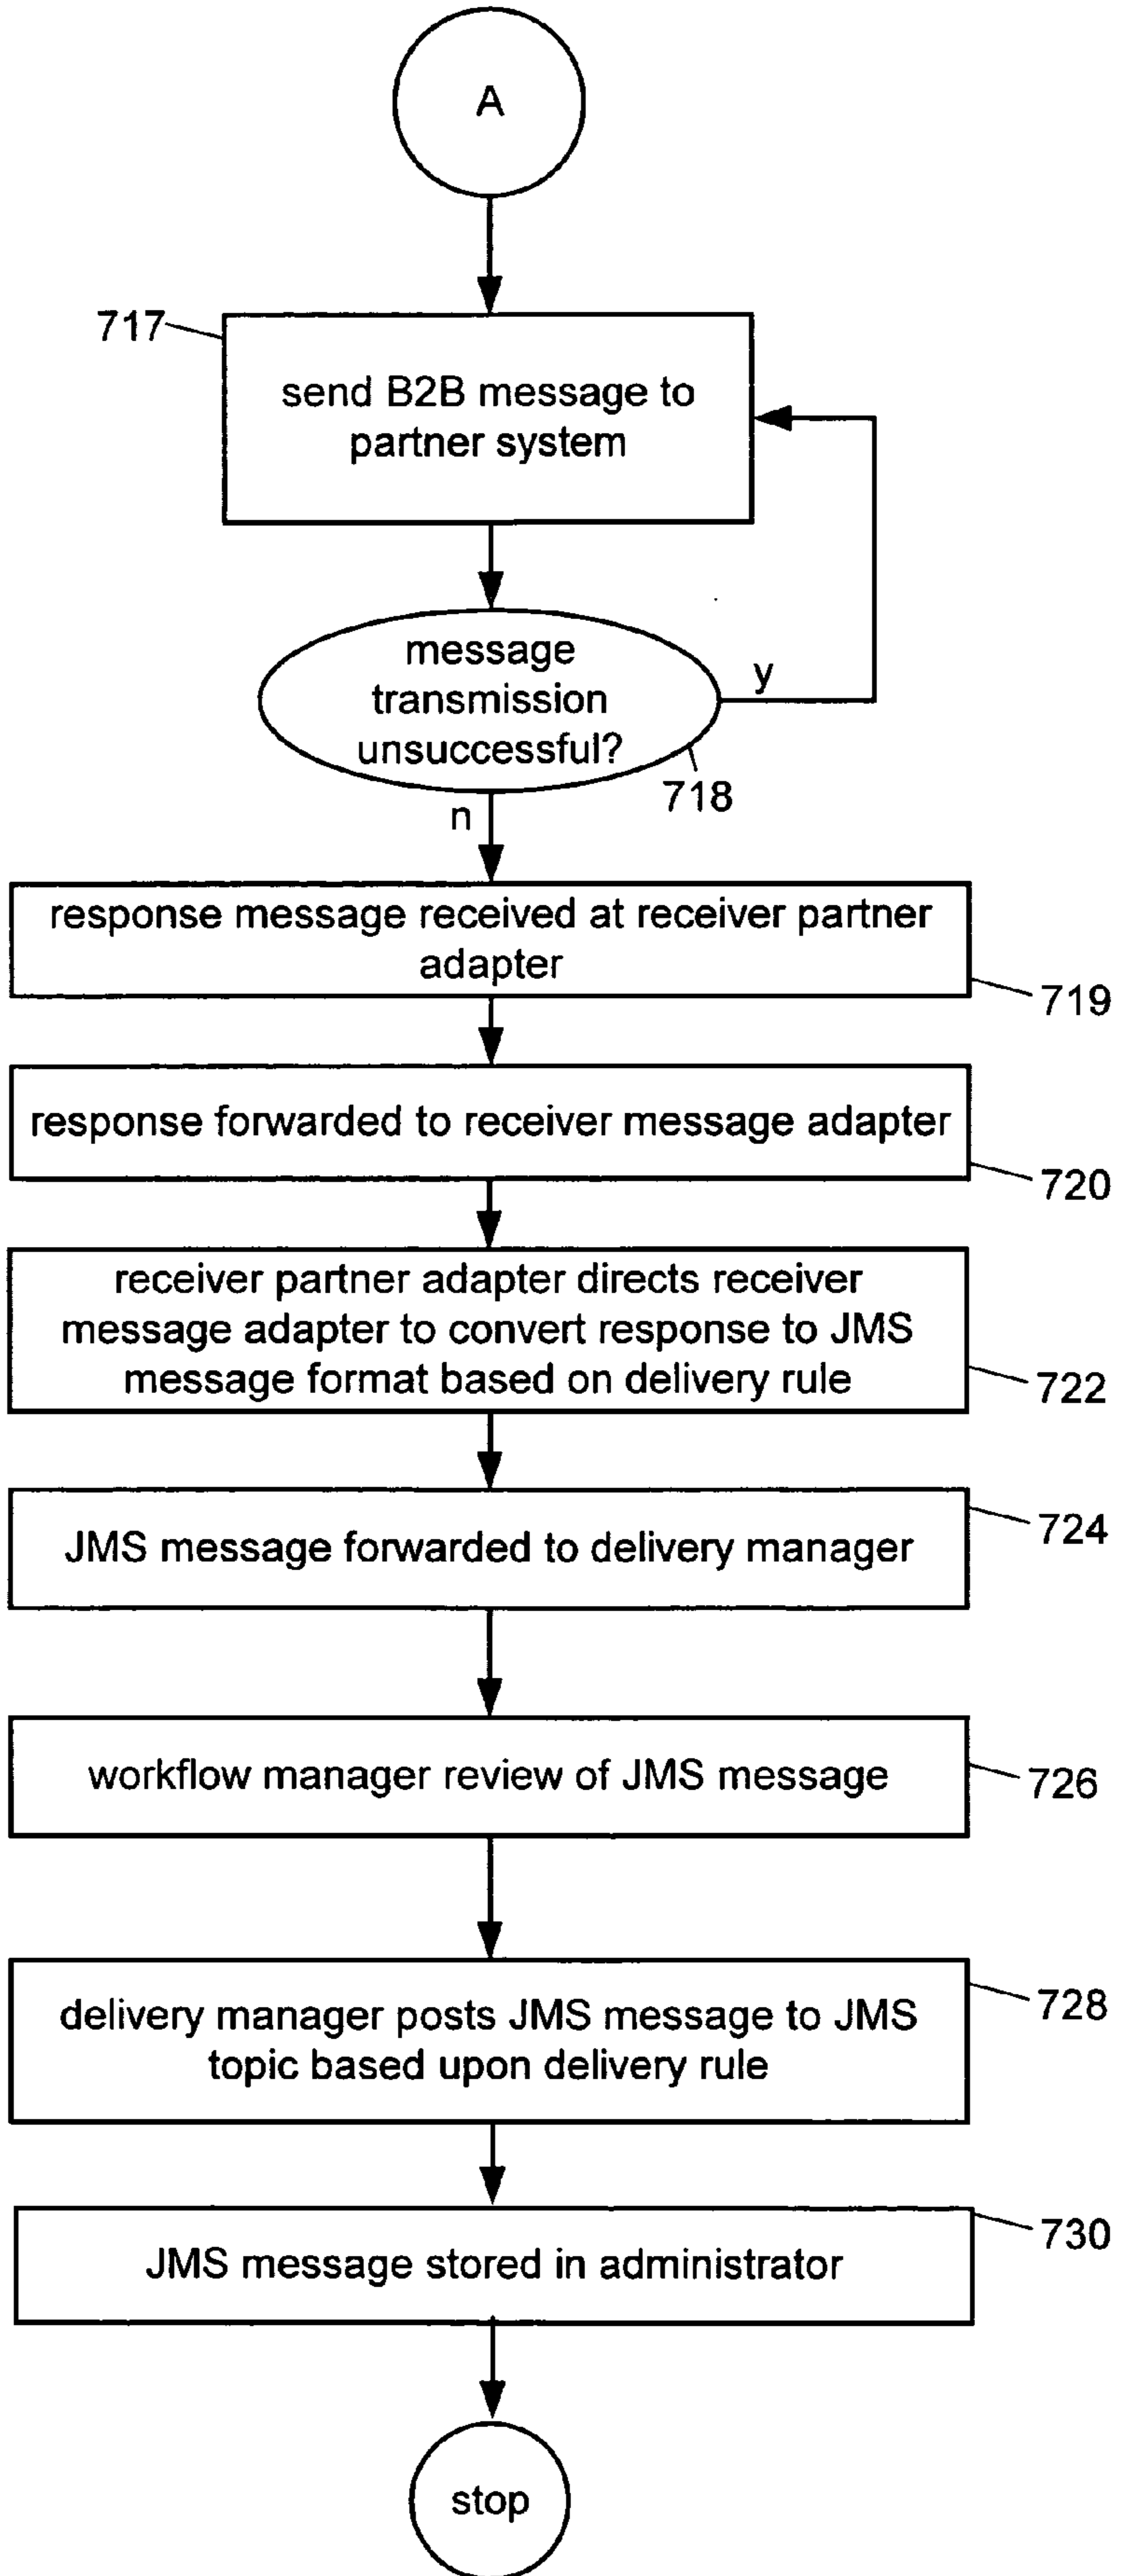 A
717
send B2B message to
partner system
message
transmission
unsuccessful?
y
718
n
response message received at receiver partner
adapter
719
response forwarded to receiver message adapter
720
receiver partner adapter directs receiver
message adapter to convert response to JMS
message format based on delivery rule
722
JMS message forwarded to delivery manager
724
workflow manager review of JMS message
726
delivery manager posts JMS message to JMS
topic based upon delivery rule
728
JMS message stored in administrator
730
stop